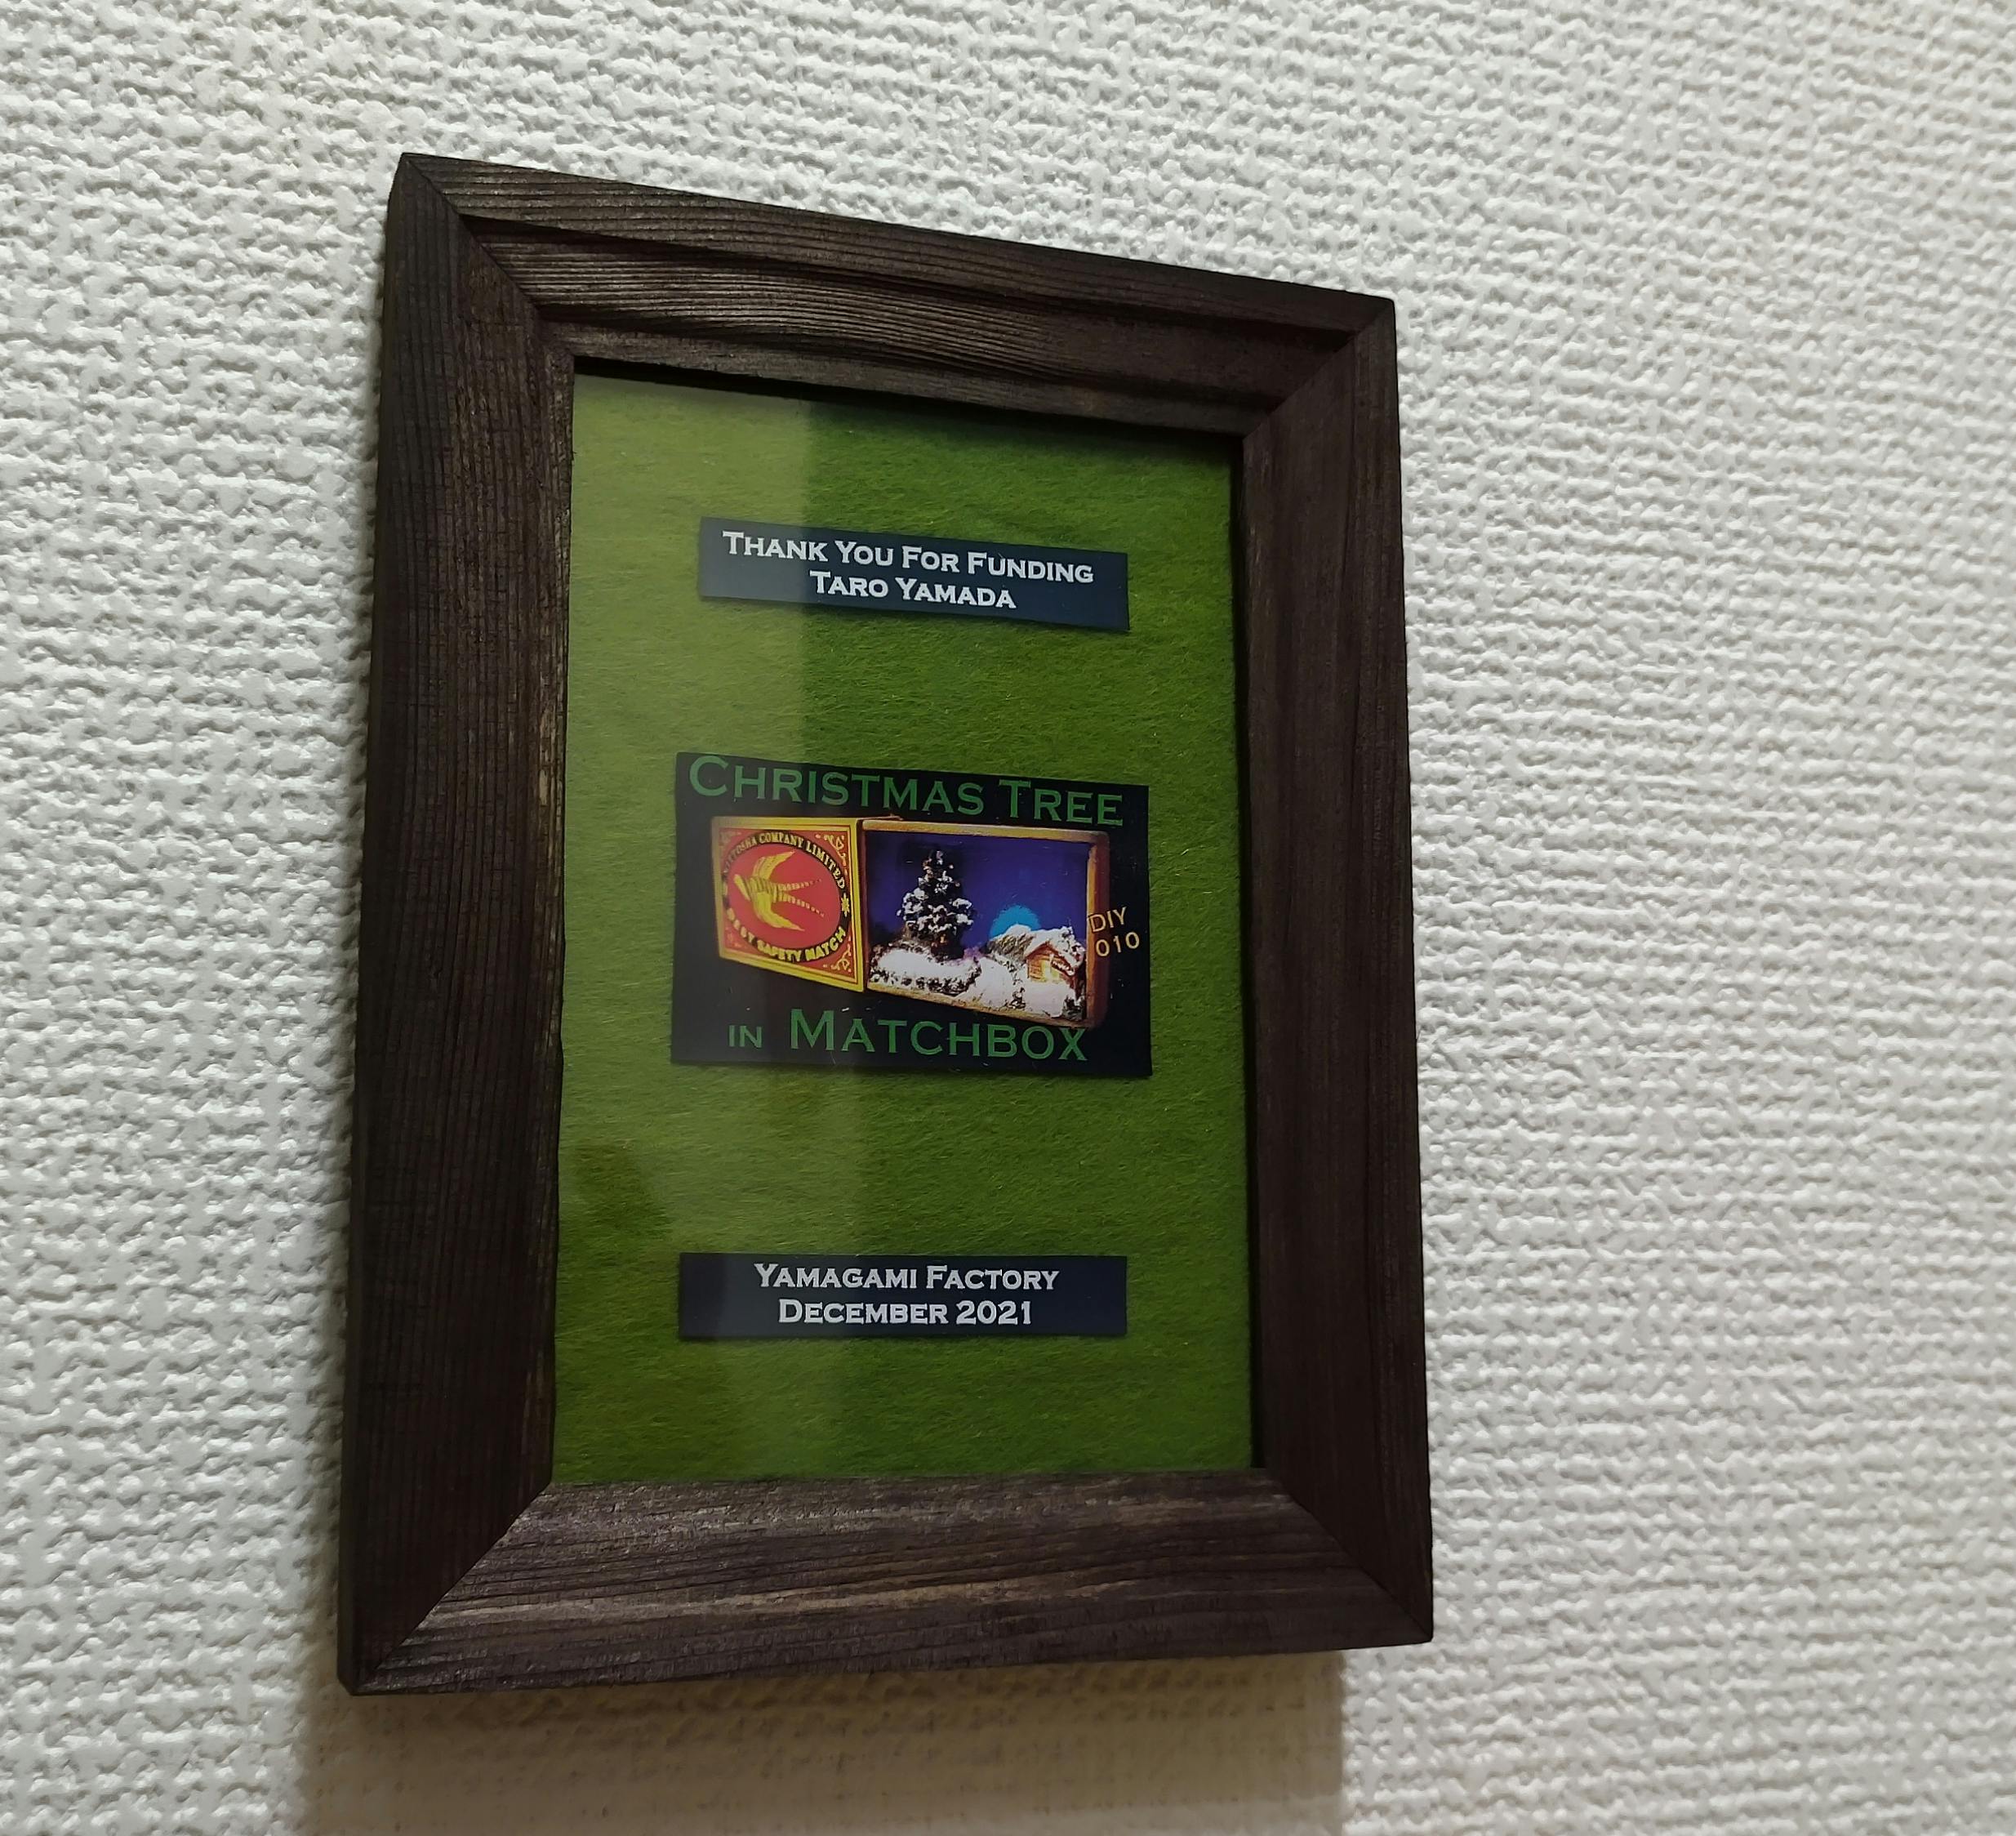 Thank You For Funding
Taro Yamada
Christmas Tree
COMPANY LIMITED
BEST SAFETY MATCH
DIY
010
in Matchbox
Yamagami Factory
December 2021